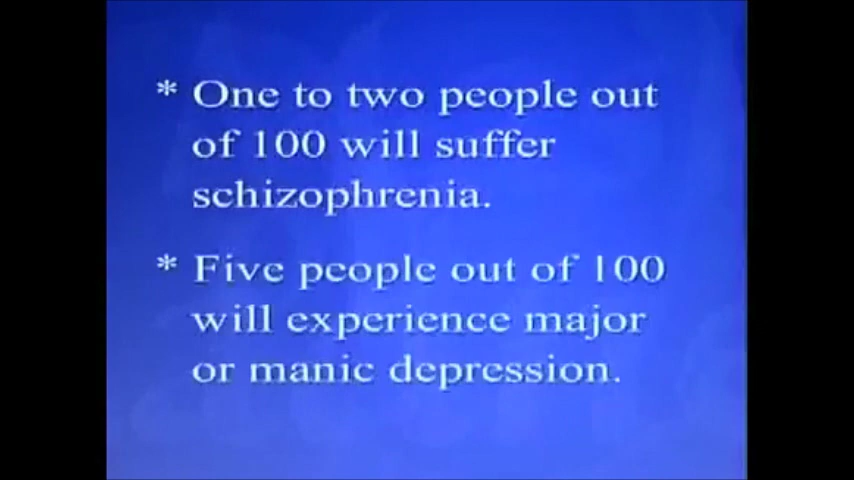 * One to two people out
of 100 will suffer
schizophrenia.
* Five people out of 100
will experience major
or manic depression.